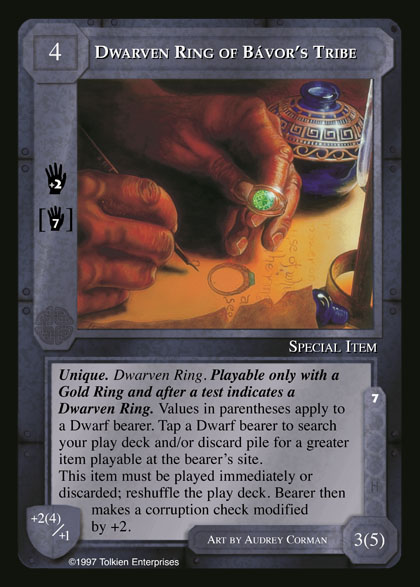 4
DWARVEN RING OF BÁVOR'S TRIBE
+2
[7]
SPECIAL ITEM
Unique. Dwarven Ring. Playable only with a
Gold Ring and after a test indicates a
Dwarven Ring. Values in parentheses apply to
a Dwarf bearer. Tap a Dwarf bearer to search
your play deck and/or discard pile for a greater
item playable at the bearer's site.
This item must be played immediately or
discarded; reshuffle the play deck. Bearer then
makes a corruption check modified
by +2.
7
+2(4)/+1
ART BY AUDREY CORMAN
3(5)
©1997 Tolkien Enterprises